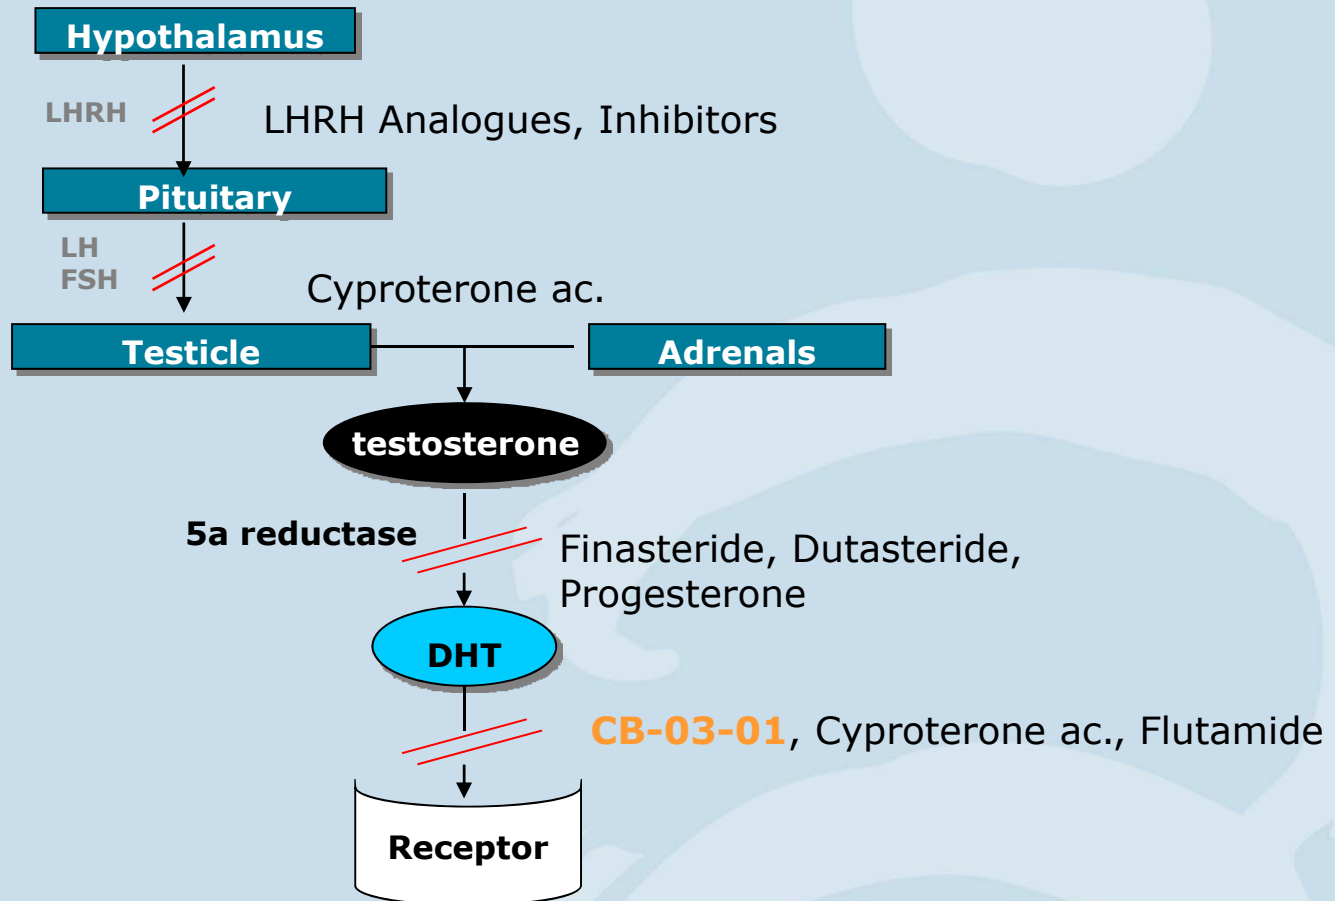 Hypothalamus
LHRH
LHRH Analogues, Inhibitors
Pituitary
LH
FSH
Cyproterone ac.
Testicle
Adrenals
testosterone
5a reductase
Finasteride, Dutasteride,
Progesterone
DHT
CB-03-01, Cyproterone ac., Flutamide
Receptor